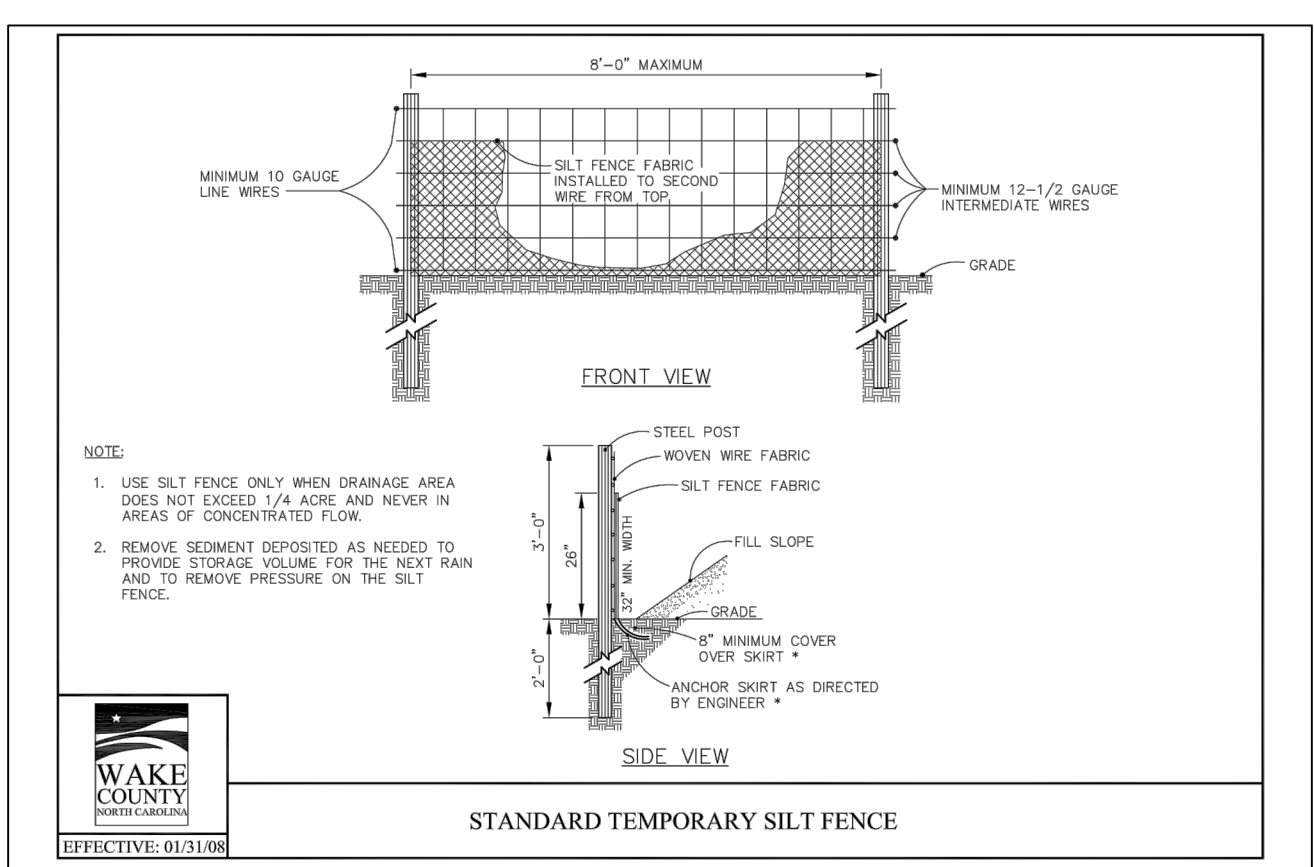 8'-0" MAXIMUM
MINIMUM 10 GAUGE
LINE WIRES
SILT FENCE FABRIC
INSTALLED TO SECOND
WIRE FROM TOP
MINIMUM 12-1/2 GAUGE
INTERMEDIATE WIRES
GRADE
FRONT VIEW
NOTE:
1. USE SILT FENCE ONLY WHEN DRAINAGE AREA
DOES NOT EXCEED 1/4 ACRE AND NEVER IN
AREAS OF CONCENTRATED FLOW.
2. REMOVE SEDIMENT DEPOSITED AS NEEDED TO
PROVIDE STORAGE VOLUME FOR THE NEXT RAIN
AND TO REMOVE PRESSURE ON THE SILT
FENCE.
STEEL POST
WOVEN WIRE FABRIC
SILT FENCE FABRIC
3'-0"
26"
32" MIN. WIDTH
FILL SLOPE
GRADE
8" MINIMUM COVER
OVER SKIRT *
2'-0"
ANCHOR SKIRT AS DIRECTED
BY ENGINEER *
SIDE VIEW
WAKE
COUNTY
NORTH CAROLINA
EFFECTIVE: 01/31/08
STANDARD TEMPORARY SILT FENCE